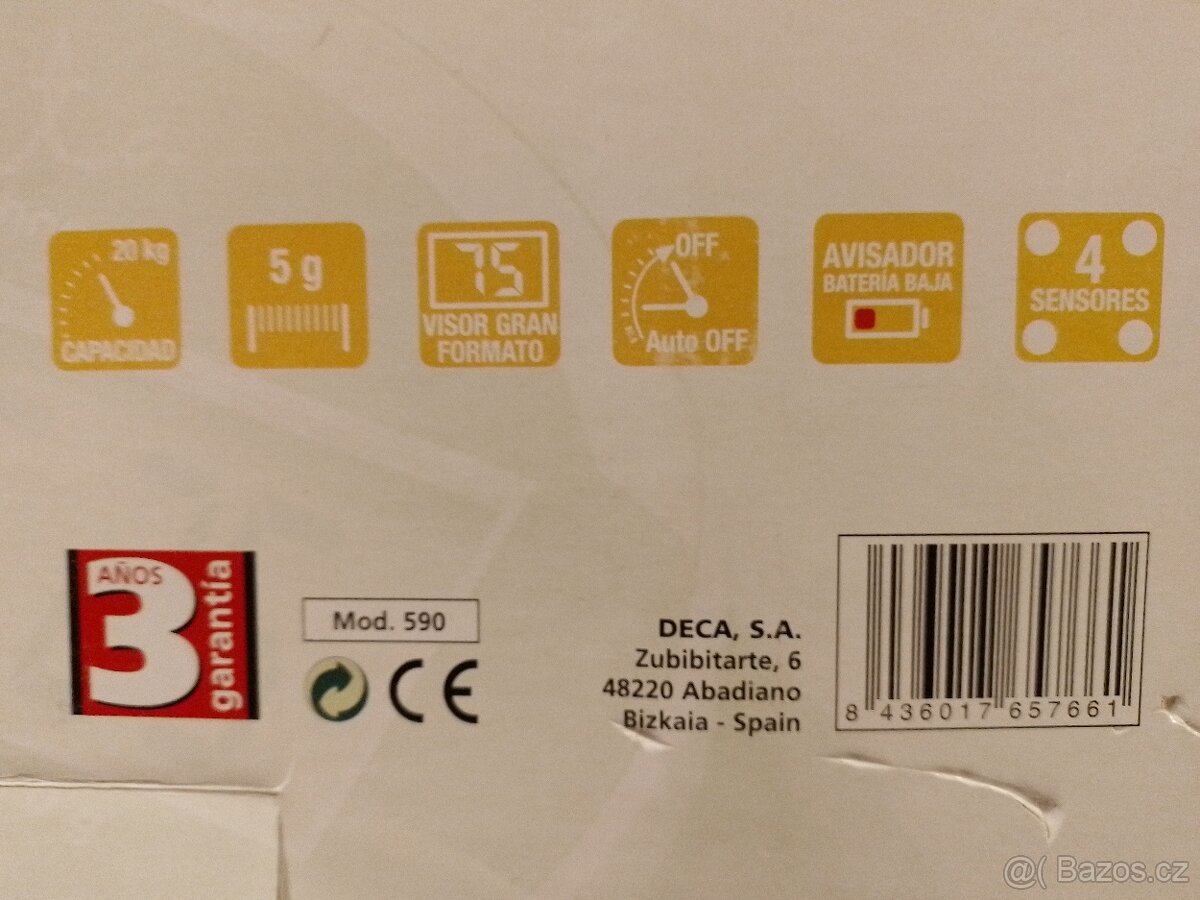 20 kg
CAPACIDAD
5 g
75
VISOR GRAN
FORMATO
OFF
Auto OFF
AVISADOR
BATERÍA BAJA
4
SENSORES
AÑOS
3
garantía
Mod. 590
CE
DECA, S.A.
Zubibitarte, 6
48220 Abadiano
Bizkaia - Spain
8 436017 657661
@( Bazos.cz